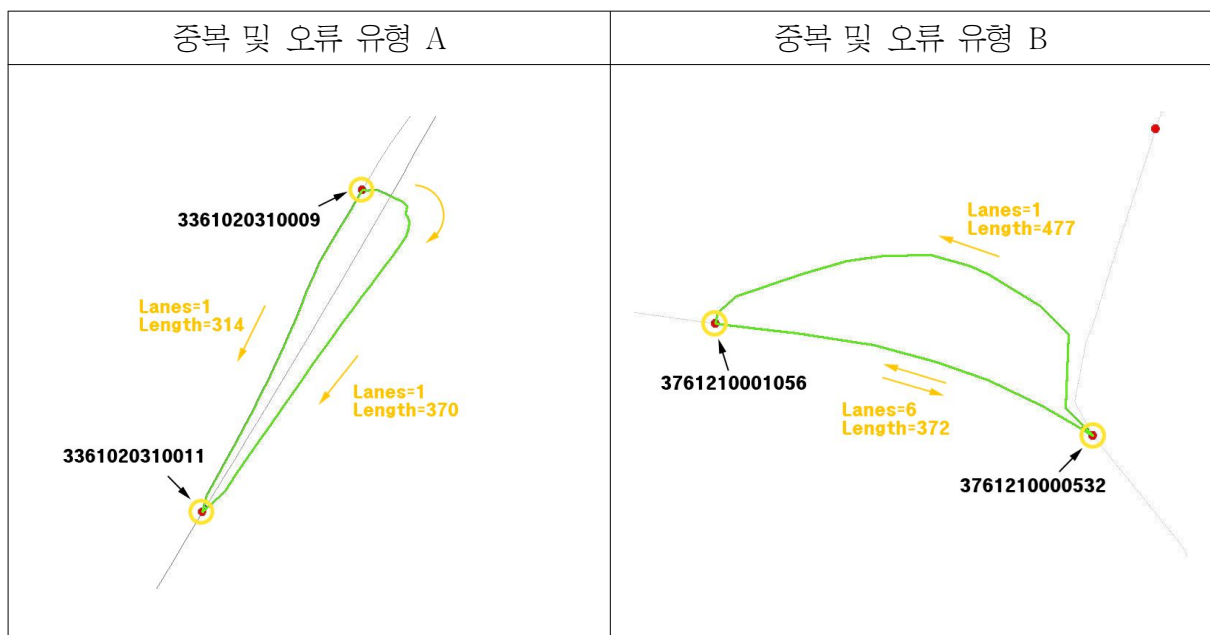 중복 및 오류 유형 A
중복 및 오류 유형 B
3361020310009
Lanes=1
Length=314
Lanes=1
Length=370
3361020310011
Lanes=1
Length=477
3761210001056
Lanes=6
Length=372
3761210000532